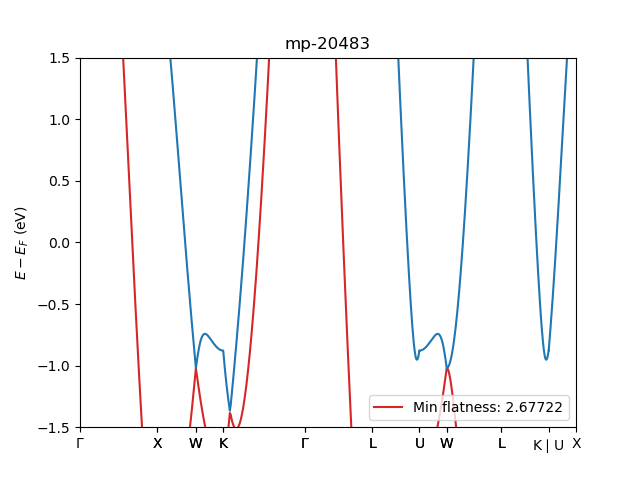 mp-20483
E − E_F (eV)
1.5
1.0
0.5
0.0
−0.5
−1.0
−1.5
Min flatness: 2.67722
Γ X W K Γ L U W L K | U X